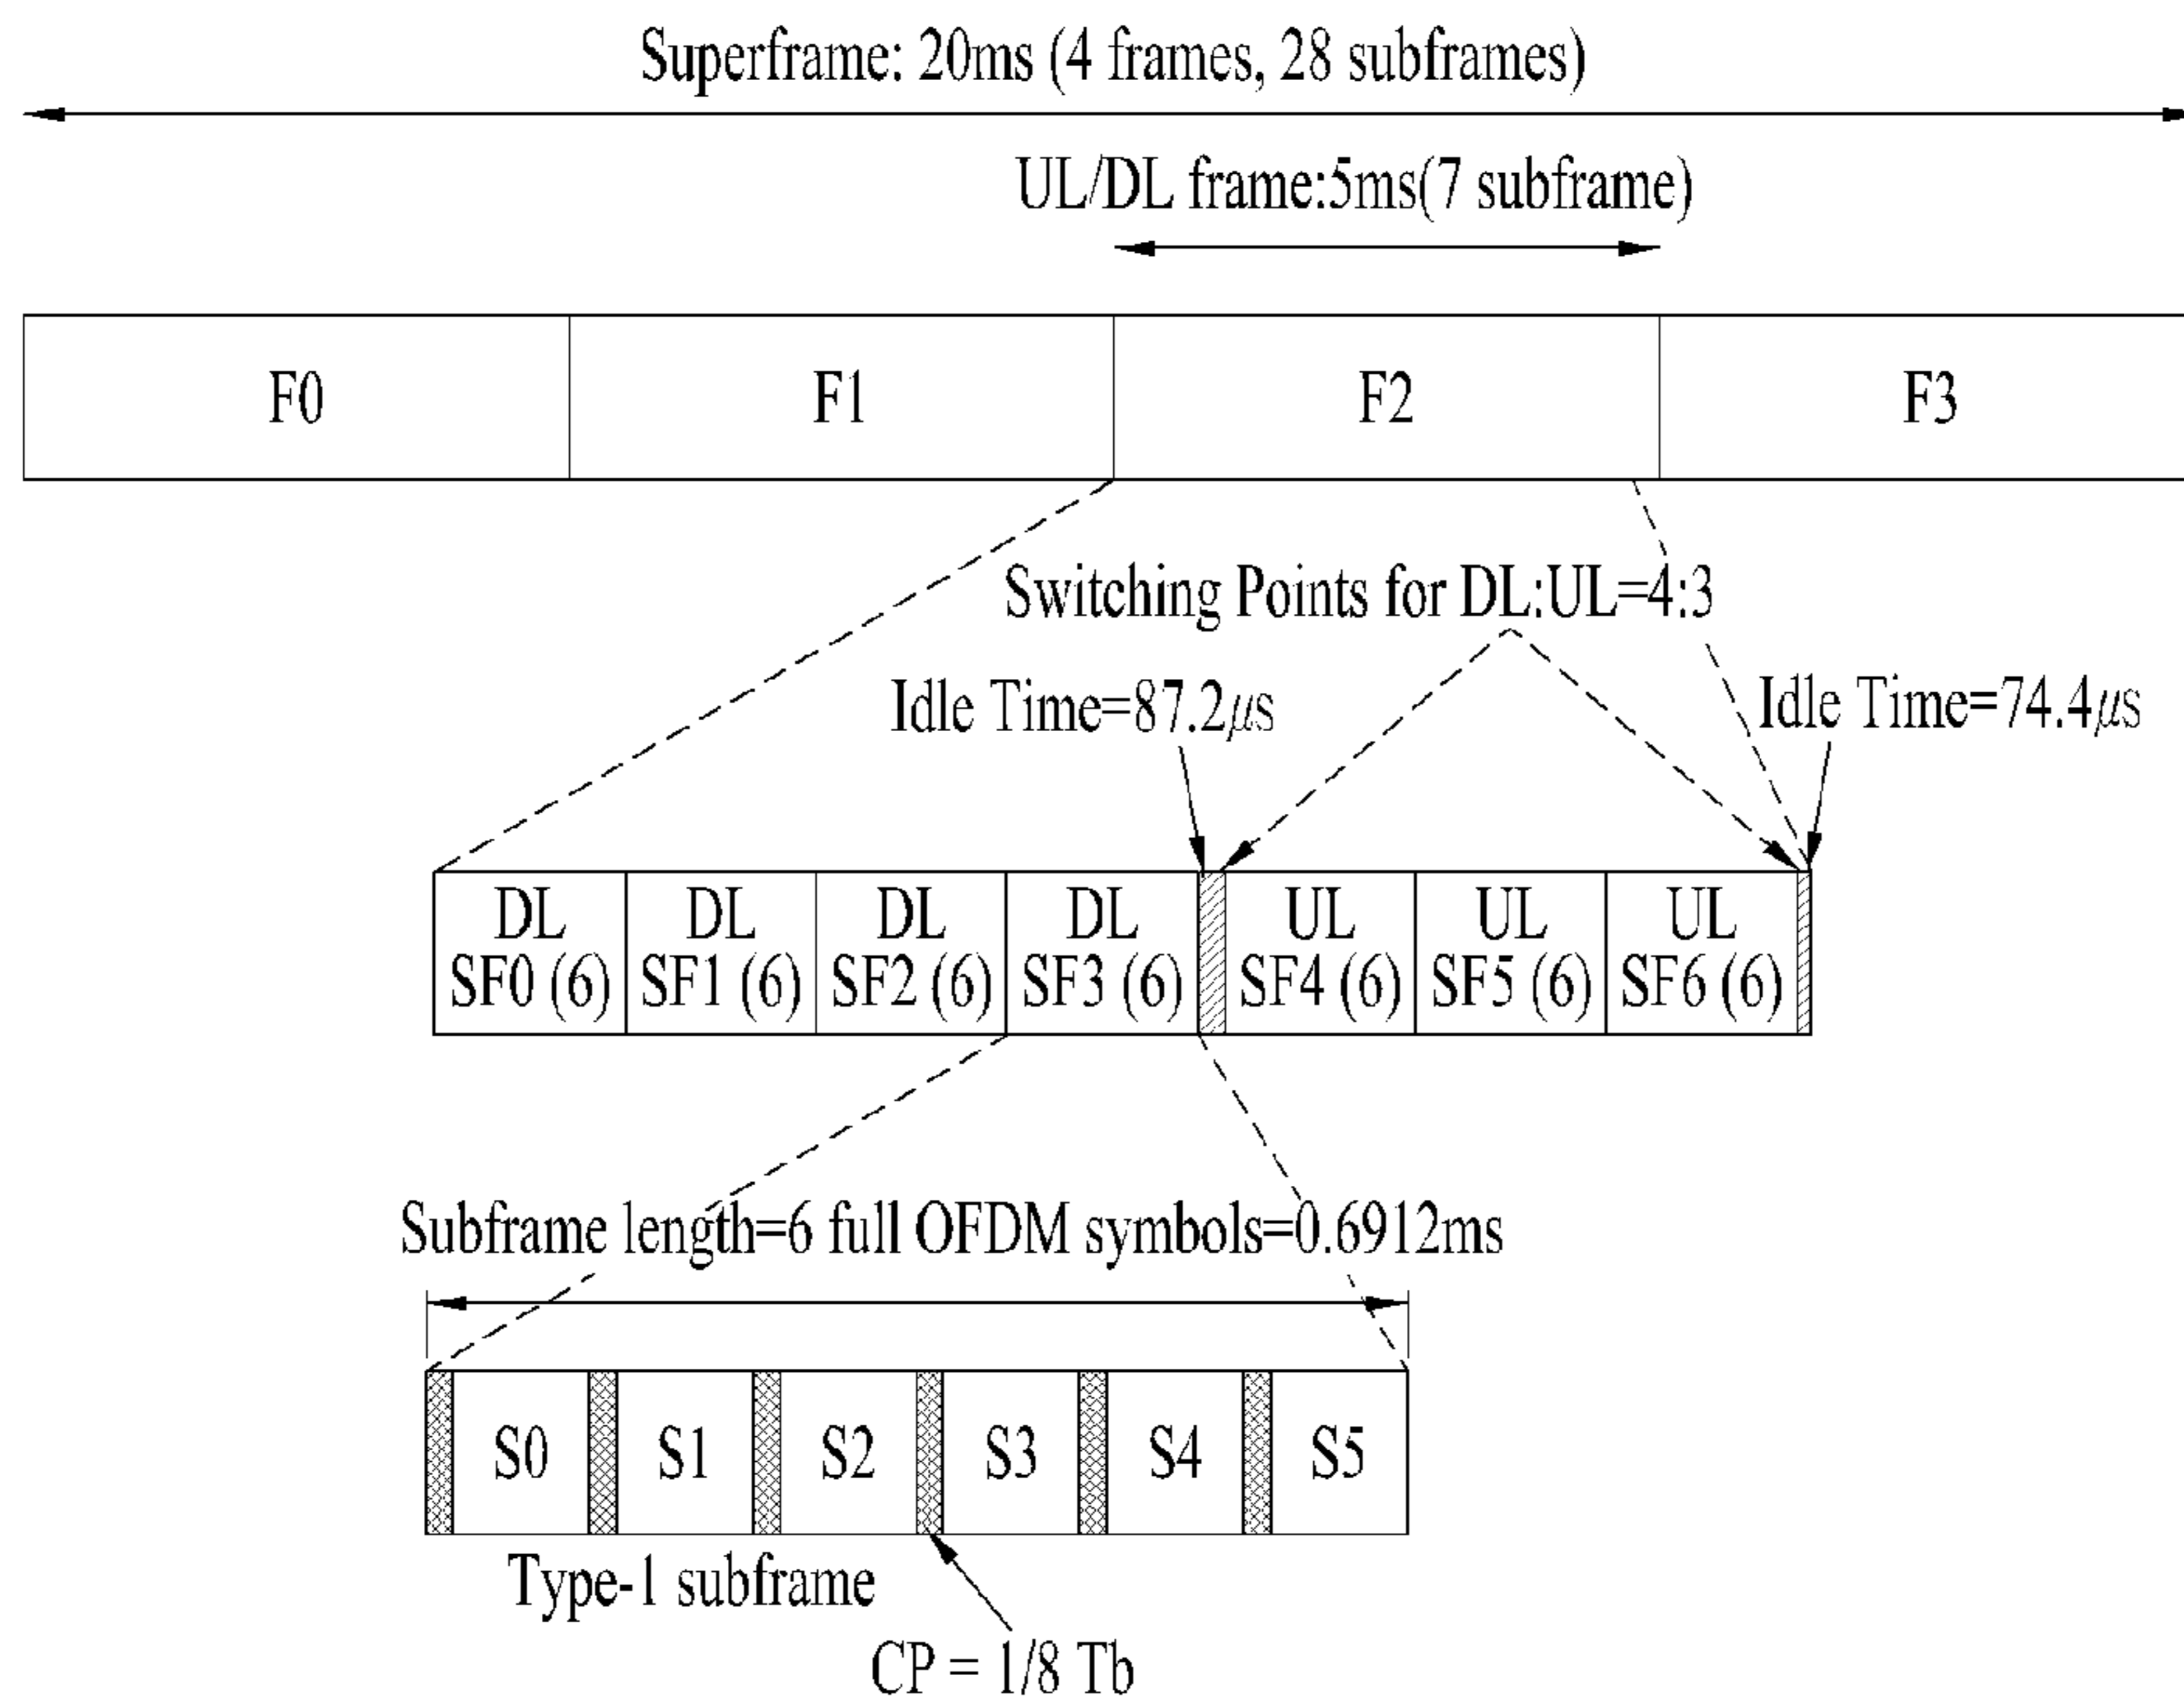 Superframe: 20ms (4 frames, 28 subframes)
UL/DL frame:5ms(7 subframe)
F0 F1 F2 F3
Switching Points for DL:UL=4:3
Idle Time=87.2μs Idle Time=74.4μs
DL DL DL DL UL UL UL
SF0 (6) SF1 (6) SF2 (6) SF3 (6) SF4 (6) SF5 (6) SF6 (6)
Subframe length=6 full OFDM symbols=0.6912ms
S0 S1 S2 S3 S4 S5
Type-1 subframe
CP = 1/8 Tb